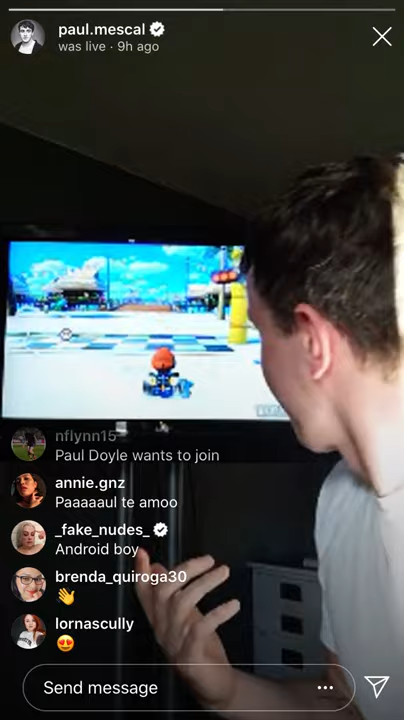 paul.mescal
was live · 9h ago
nflynn15
Paul Doyle wants to join
annie.gnz
Paaaaaul te amoo
_fake_nudes_
Android boy
brenda_quiroga30
👋
lornascully
😍
Send message